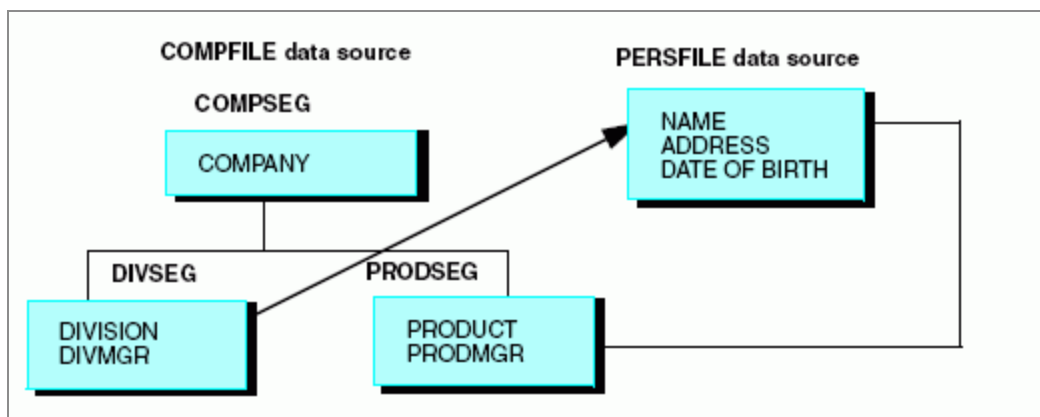 COMPFILE data source
COMPSEG
COMPANY
DIVSEG
DIVISION
DIVMGR
PRODSEG
PRODUCT
PRODMGR
PERSFILE data source
NAME
ADDRESS
DATE OF BIRTH